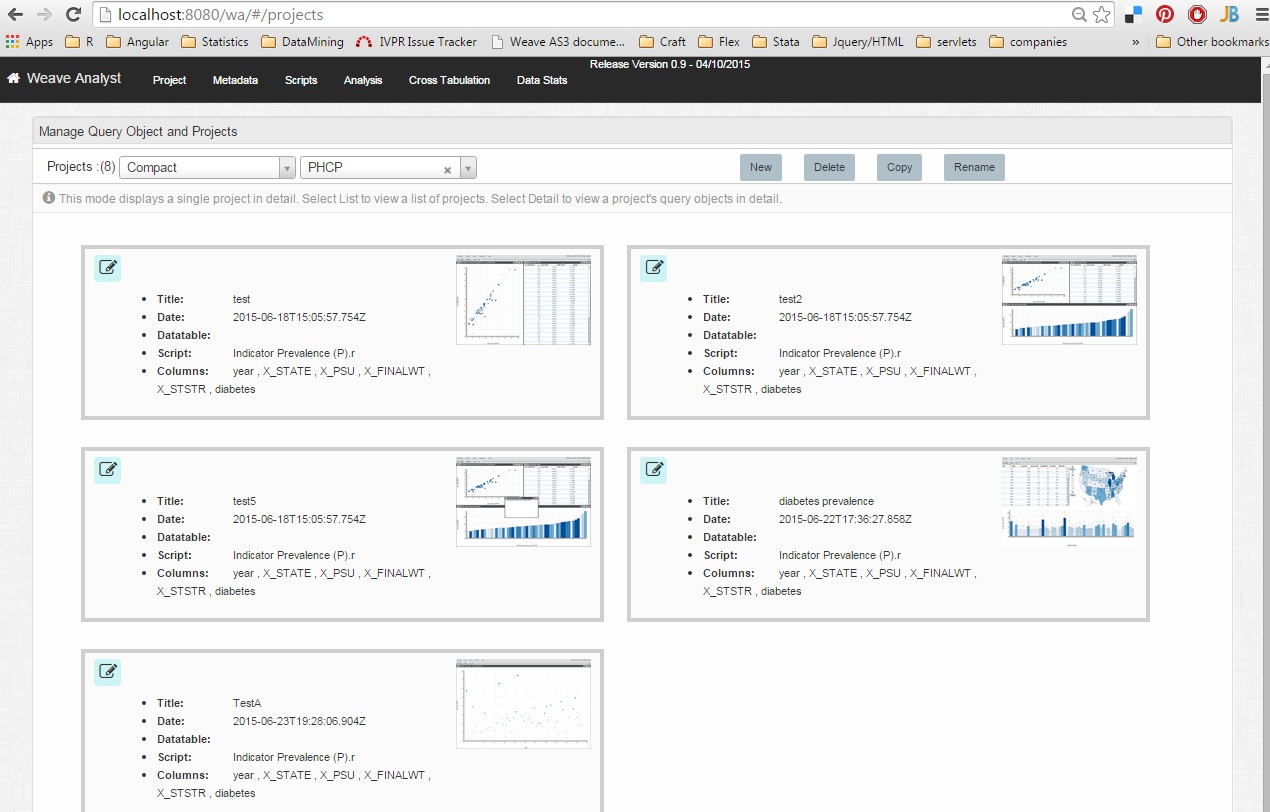 localhost:8080/wa/#/projects
Apps R Angular Statistics DataMining IVPR Issue Tracker Weave AS3 docume... Craft Flex Stata Jquery/HTML servlets companies » Other bookmarks
Release Version 0.9 - 04/10/2015
Weave Analyst Project Metadata Scripts Analysis Cross Tabulation Data Stats
Manage Query Object and Projects
Projects :(8) Compact PHCP New Delete Copy Rename
This mode displays a single project in detail. Select List to view a list of projects. Select Detail to view a project's query objects in detail.
Title: test
Date: 2015-06-18T15:05:57.754Z
Datatable:
Script: Indicator Prevalence (P).r
Columns: year , X_STATE , X_PSU , X_FINALWT ,
X_STSTR , diabetes
Title: test2
Date: 2015-06-18T15:05:57.754Z
Datatable:
Script: Indicator Prevalence (P).r
Columns: year , X_STATE , X_PSU , X_FINALWT ,
X_STSTR , diabetes
Title: test5
Date: 2015-06-18T15:05:57.754Z
Datatable:
Script: Indicator Prevalence (P).r
Columns: year , X_STATE , X_PSU , X_FINALWT ,
X_STSTR , diabetes
Title: diabetes prevalence
Date: 2015-06-22T17:36:27.858Z
Datatable:
Script: Indicator Prevalence (P).r
Columns: year , X_STATE , X_PSU , X_FINALWT ,
X_STSTR , diabetes
Title: TestA
Date: 2015-06-23T19:28:06.904Z
Datatable:
Script: Indicator Prevalence (P).r
Columns: year , X_STATE , X_PSU , X_FINALWT ,
X_STSTR , diabetes